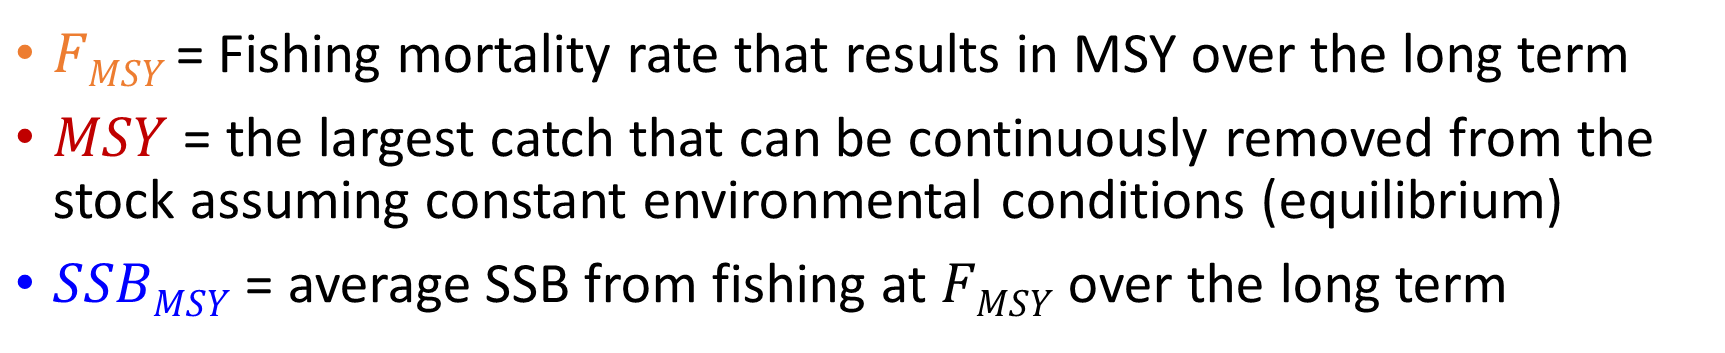 • F_MSY = Fishing mortality rate that results in MSY over the long term
• MSY = the largest catch that can be continuously removed from the
stock assuming constant environmental conditions (equilibrium)
• SSB_MSY = average SSB from fishing at F_MSY over the long term